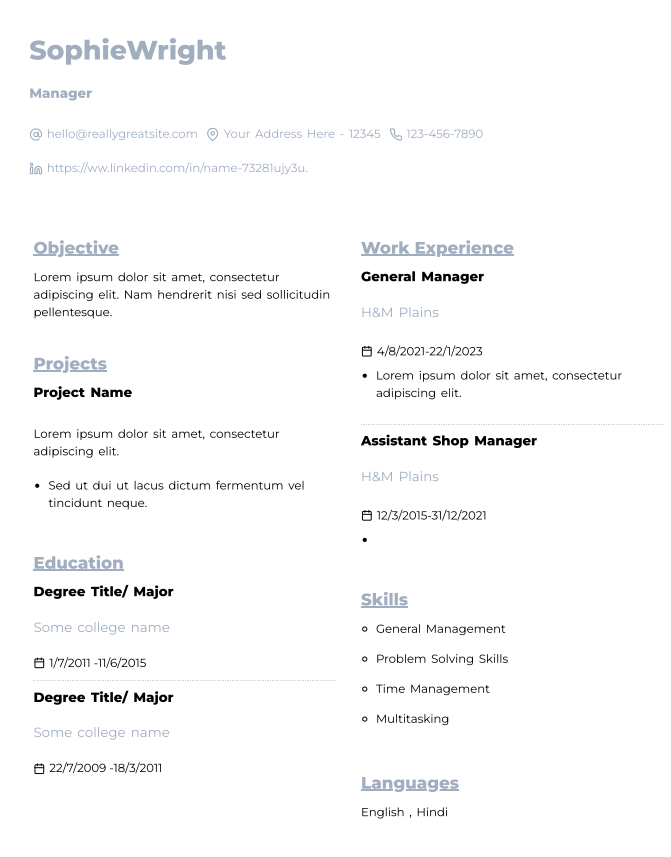 SophieWright
Manager
hello@reallygreatsite.com Your Address Here - 12345 123-456-7890
https://ww.linkedin.com/in/name-73281ujy3u.
Objective
Lorem ipsum dolor sit amet, consectetur
adipiscing elit. Nam hendrerit nisi sed sollicitudin
pellentesque.
Projects
Project Name
Lorem ipsum dolor sit amet, consectetur
adipiscing elit.
• Sed ut dui ut lacus dictum fermentum vel
tincidunt neque.
Education
Degree Title/ Major
Some college name
1/7/2011 -11/6/2015
Degree Title/ Major
Some college name
22/7/2009 -18/3/2011
Work Experience
General Manager
H&M Plains
4/8/2021-22/1/2023
• Lorem ipsum dolor sit amet, consectetur
adipiscing elit.
Assistant Shop Manager
H&M Plains
12/3/2015-31/12/2021
•
Skills
General Management
Problem Solving Skills
Time Management
Multitasking
Languages
English , Hindi